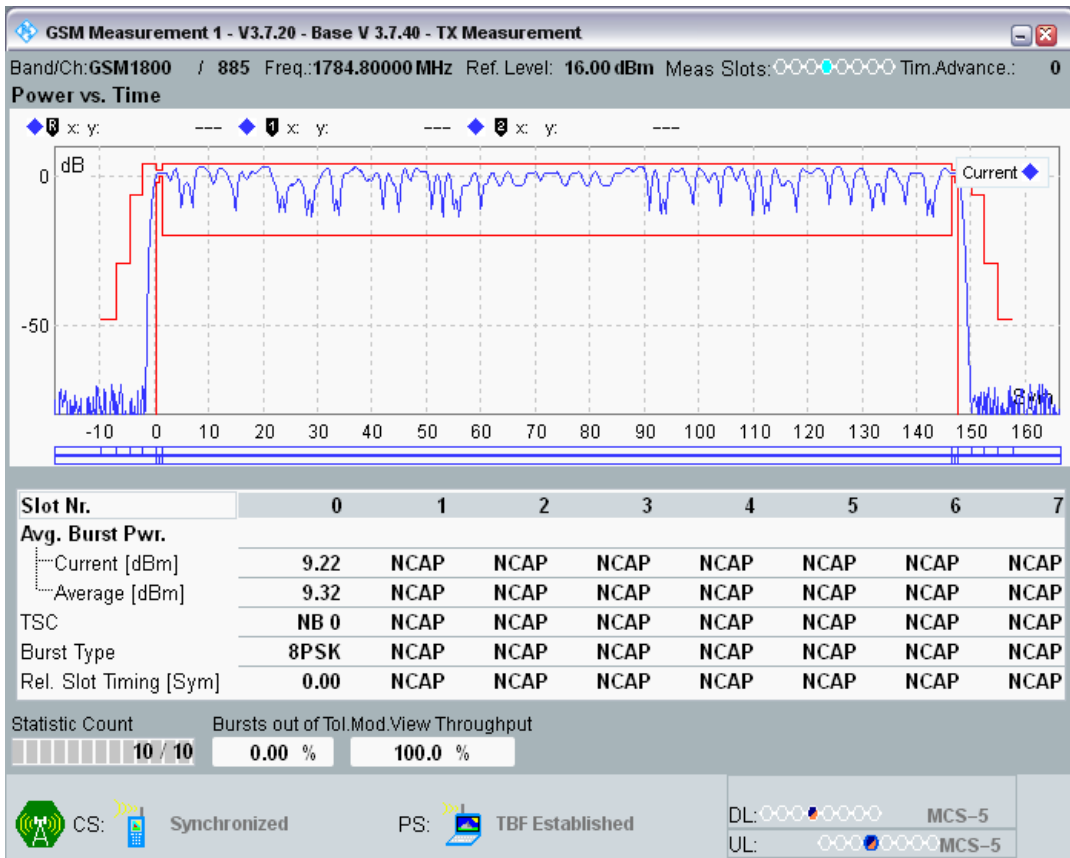 GSM Measurement 1 - V3.7.20 - Base V 3.7.40 - TX Measurement
Band/Ch:GSM1800 / 885 Freq.:1784.80000 MHz Ref. Level: 16.00 dBm Meas Slots: Tim.Advance.: 0
Power vs. Time
R x: y: --- 1 x: y: --- 2 x: y: ---
dB
Current
0
-50
Sym
-10 0 10 20 30 40 50 60 70 80 90 100 110 120 130 140 150 160
Slot Nr. 0 1 2 3 4 5 6 7
Avg. Burst Pwr.
Current [dBm] 9.22 NCAP NCAP NCAP NCAP NCAP NCAP NCAP
Average [dBm] 9.32 NCAP NCAP NCAP NCAP NCAP NCAP NCAP
TSC NB 0 NCAP NCAP NCAP NCAP NCAP NCAP NCAP
Burst Type 8PSK NCAP NCAP NCAP NCAP NCAP NCAP NCAP
Rel. Slot Timing [Sym] 0.00 NCAP NCAP NCAP NCAP NCAP NCAP NCAP
Statistic Count Bursts out of Tol.Mod.View Throughput
10 / 10 0.00 % 100.0 %
CS: Synchronized PS: TBF Established DL: MCS-5
UL: MCS-5